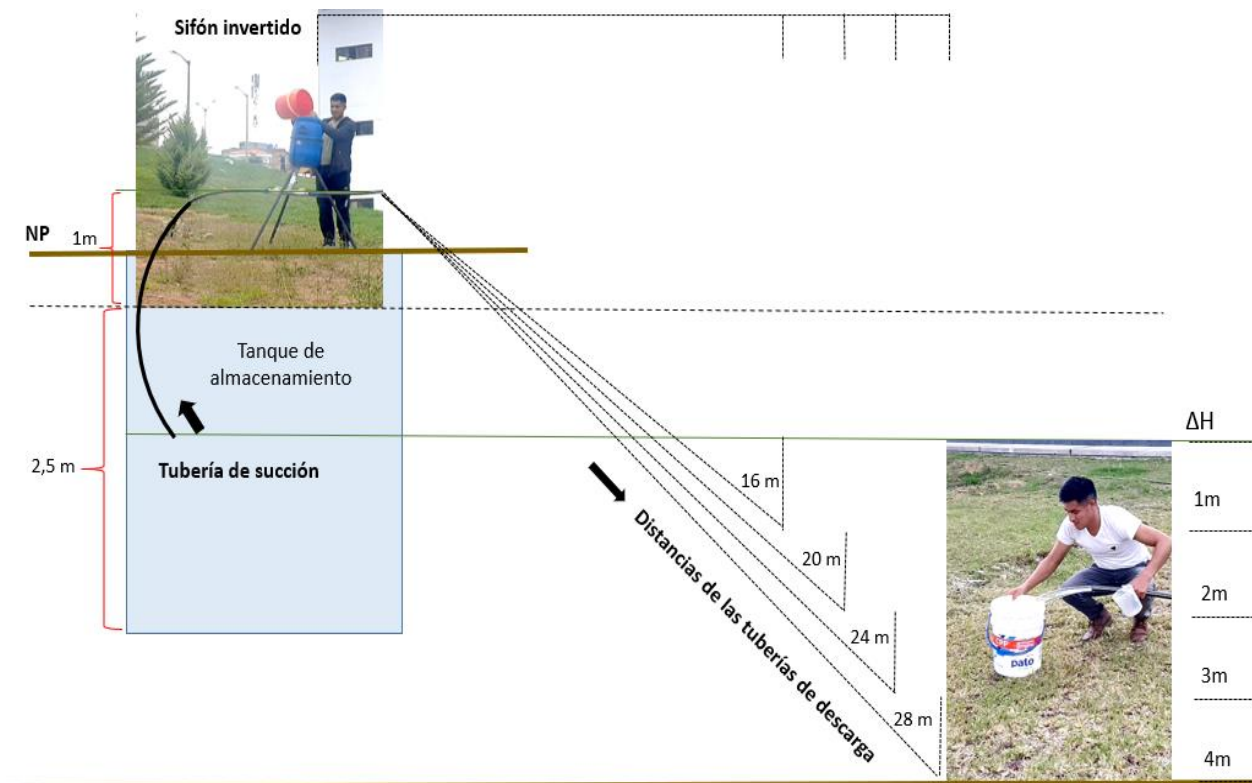 Sifón invertido
NP
1m
Tanque de
almacenamiento
2,5 m
Tubería de succión
Distancias de las tuberías de descarga
16 m
20 m
24 m
28 m
ΔH
1m
2m
3m
4m
pato